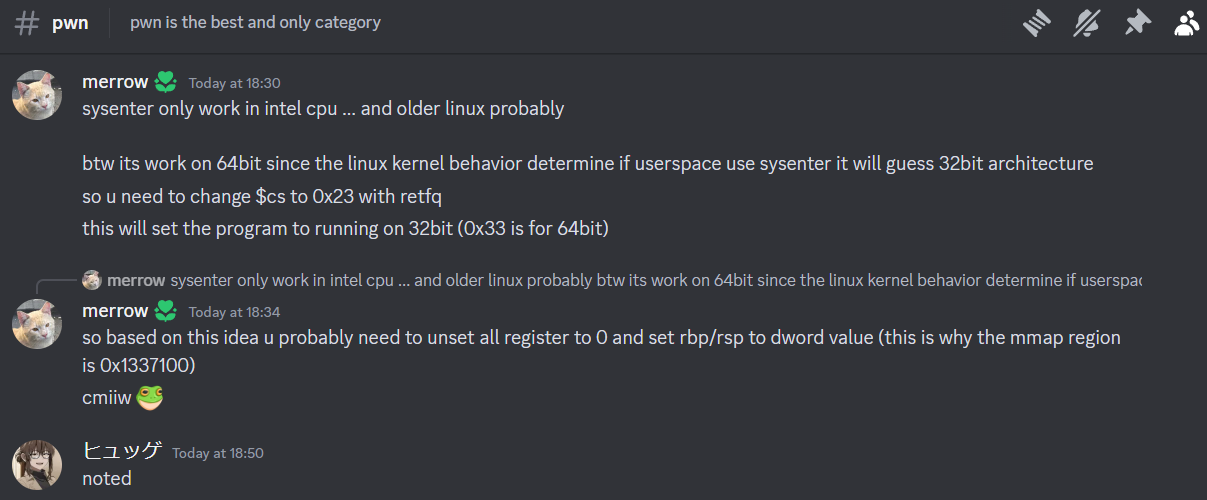 # pwn pwn is the best and only category
merrow Today at 18:30
sysenter only work in intel cpu ... and older linux probably
btw its work on 64bit since the linux kernel behavior determine if userspace use sysenter it will guess 32bit architecture
so u need to change $cs to 0x23 with retfq
this will set the program to running on 32bit (0x33 is for 64bit)
merrow sysenter only work in intel cpu ... and older linux probably btw its work on 64bit since the linux kernel behavior determine if userspac
merrow Today at 18:34
so based on this idea u probably need to unset all register to 0 and set rbp/rsp to dword value (this is why the mmap region
is 0x1337100)
cmiiw
ヒュッゲ Today at 18:50
noted